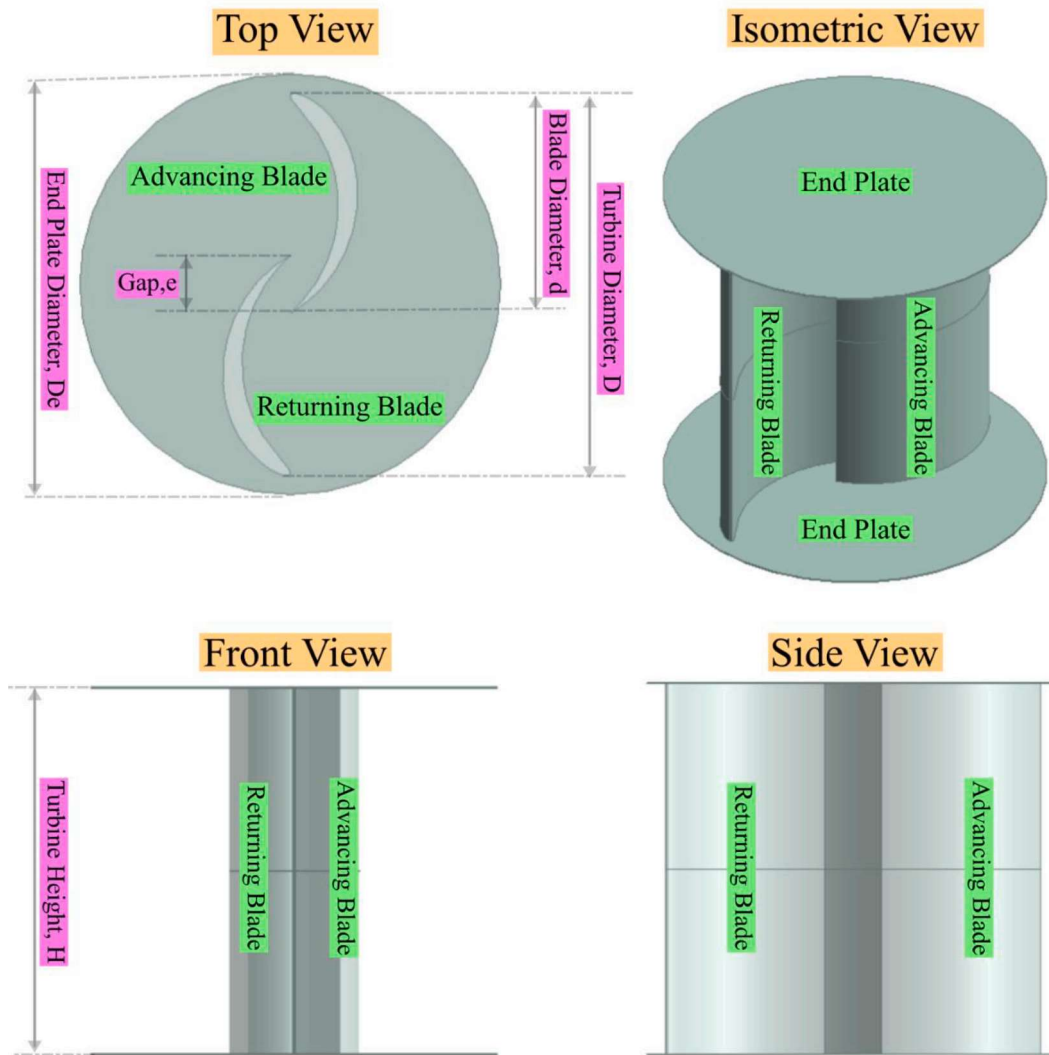 Top View
Isometric View
End Plate Diameter, De
Advancing Blade
Gap,e
Returning Blade
Blade Diameter, d
Turbine Diameter, D
End Plate
Returning Blade
Advancing Blade
End Plate
Front View
Side View
Turbine Height, H
Returning Blade
Advancing Blade
Returning Blade
Advancing Blade